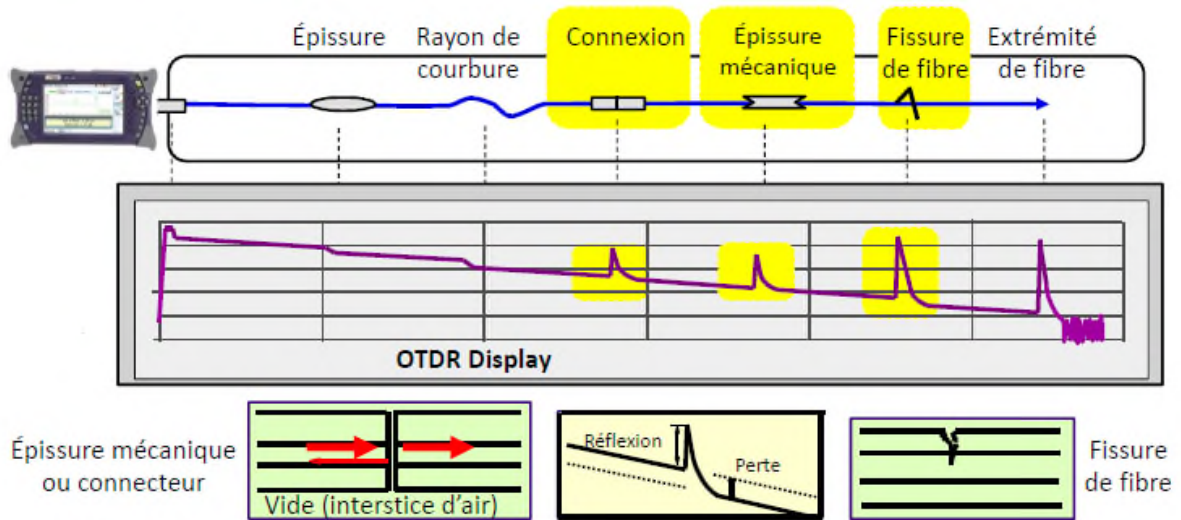 Épissure
Rayon de
courbure
Connexion
Épissure
mécanique
Fissure
de fibre
Extrémité
de fibre
OTDR Display
Épissure mécanique
ou connecteur
Vide (interstice d'air)
Réflexion
Perte
Fissure
de fibre